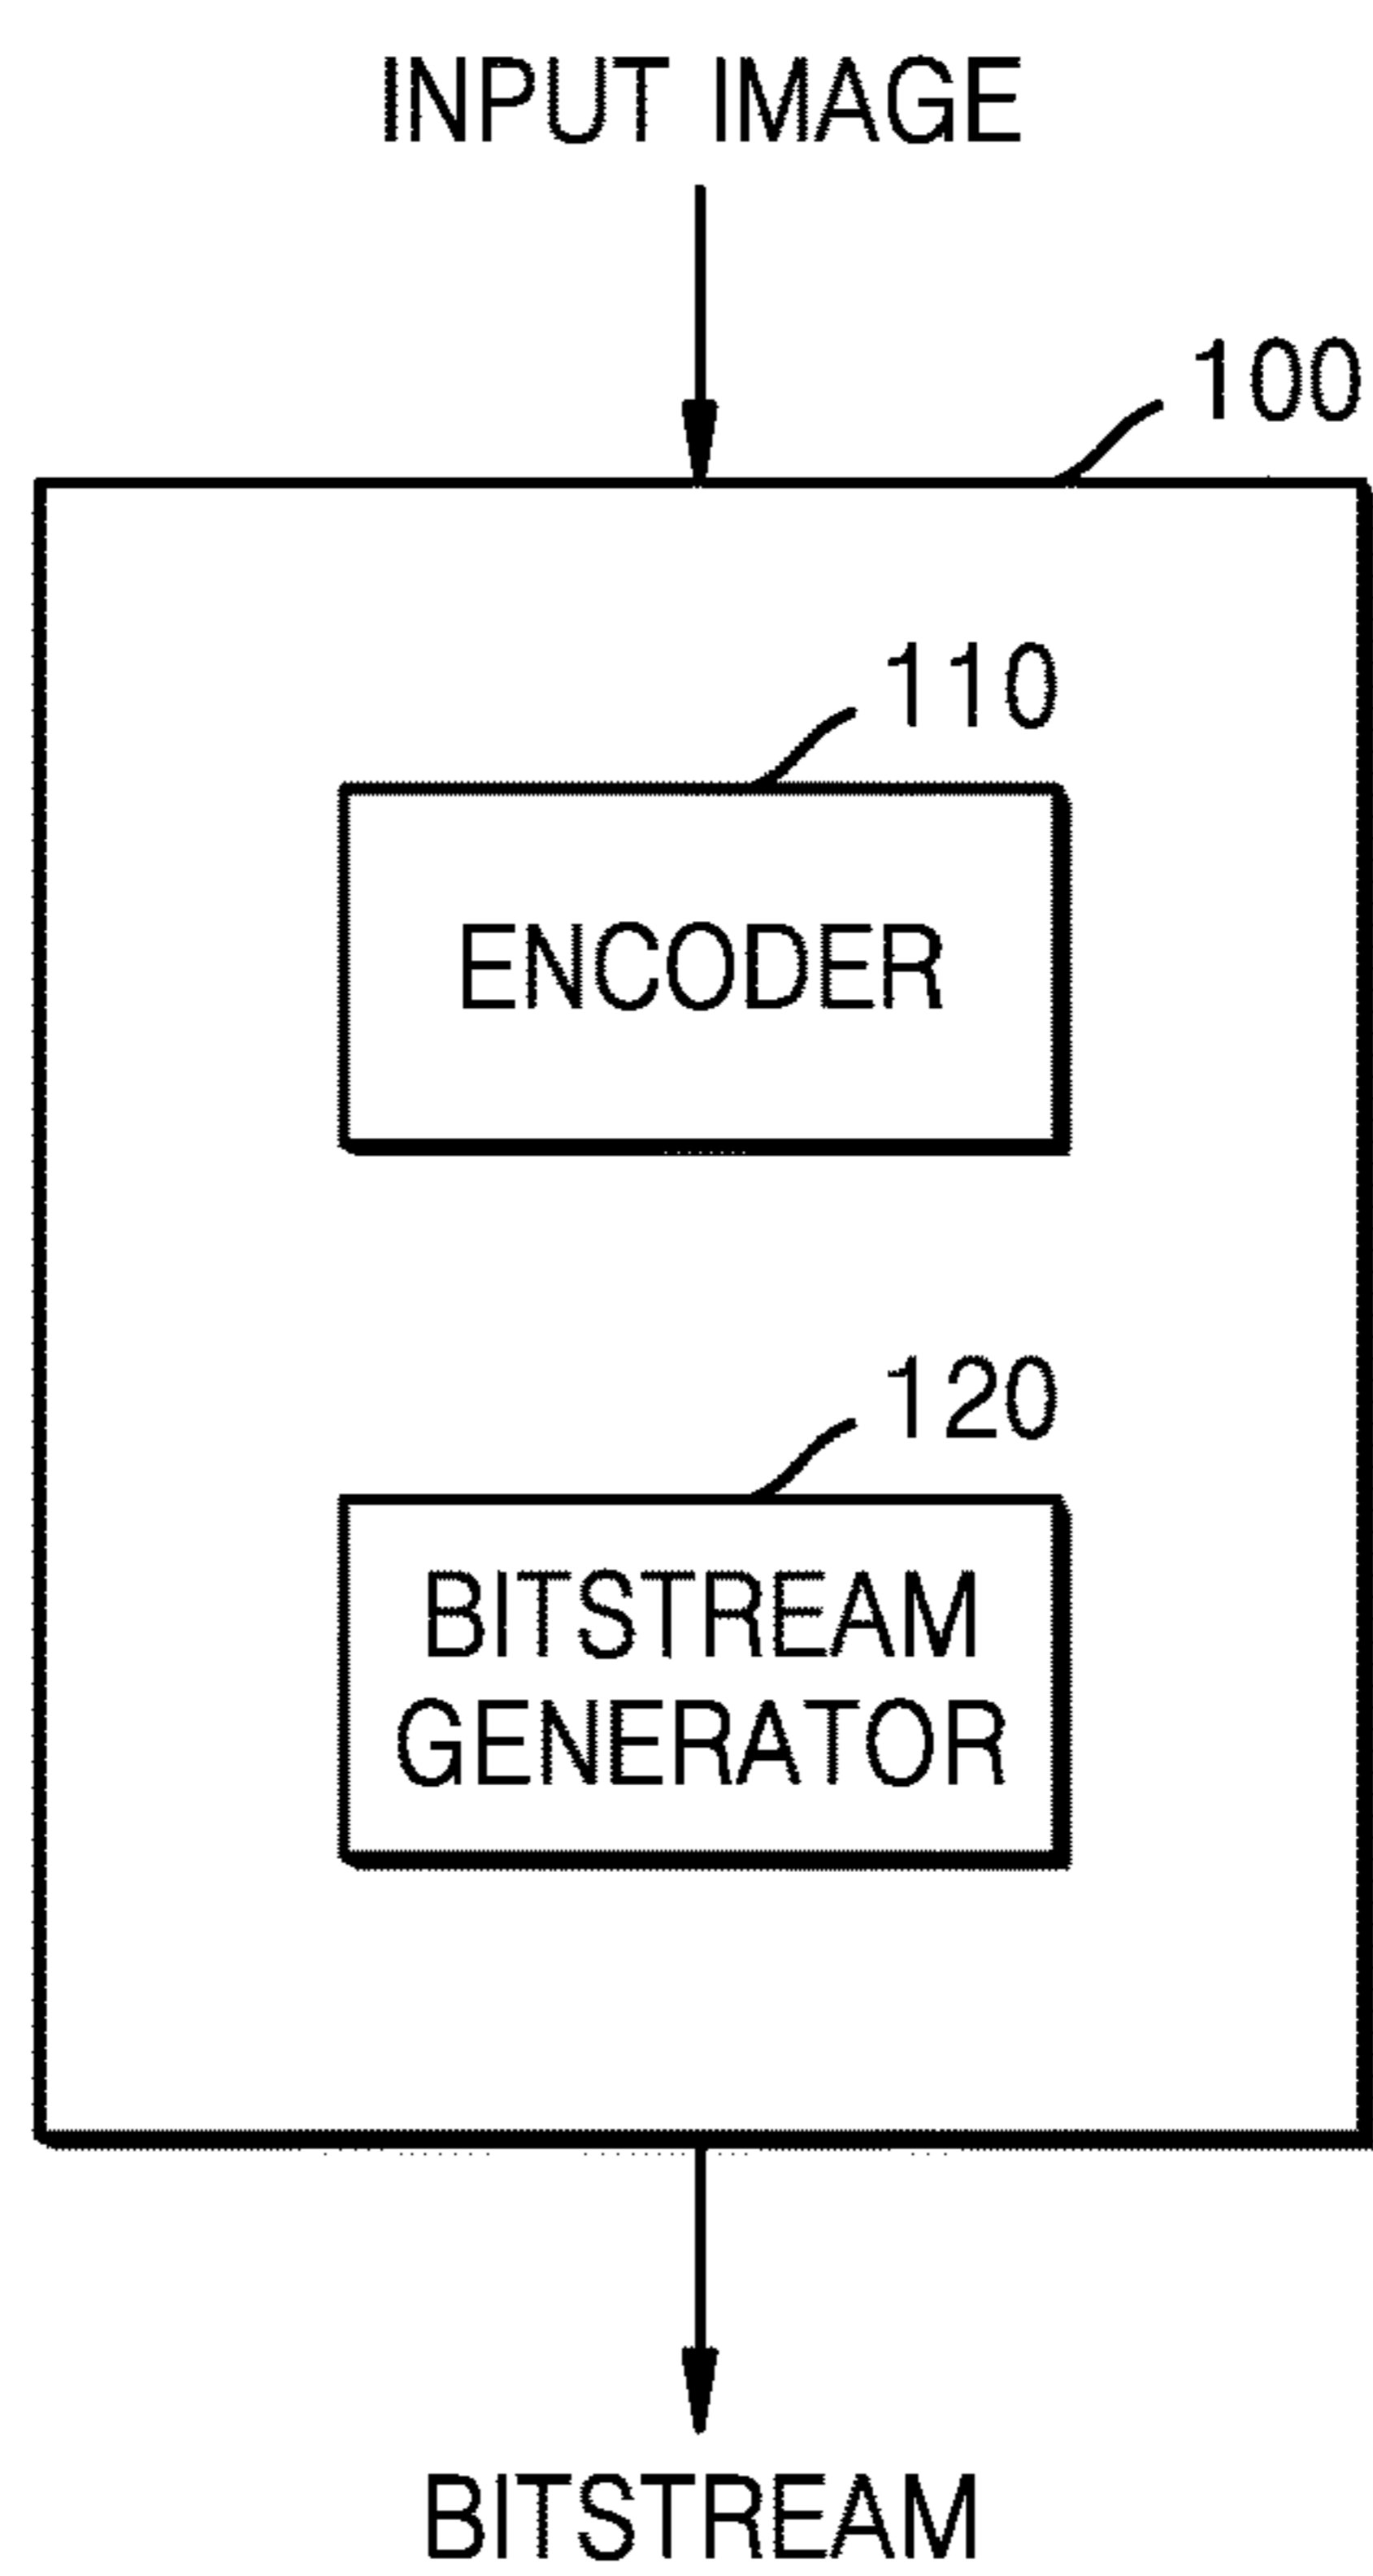 INPUT IMAGE
100
110
ENCODER
120
BITSTREAM
GENERATOR
BITSTREAM